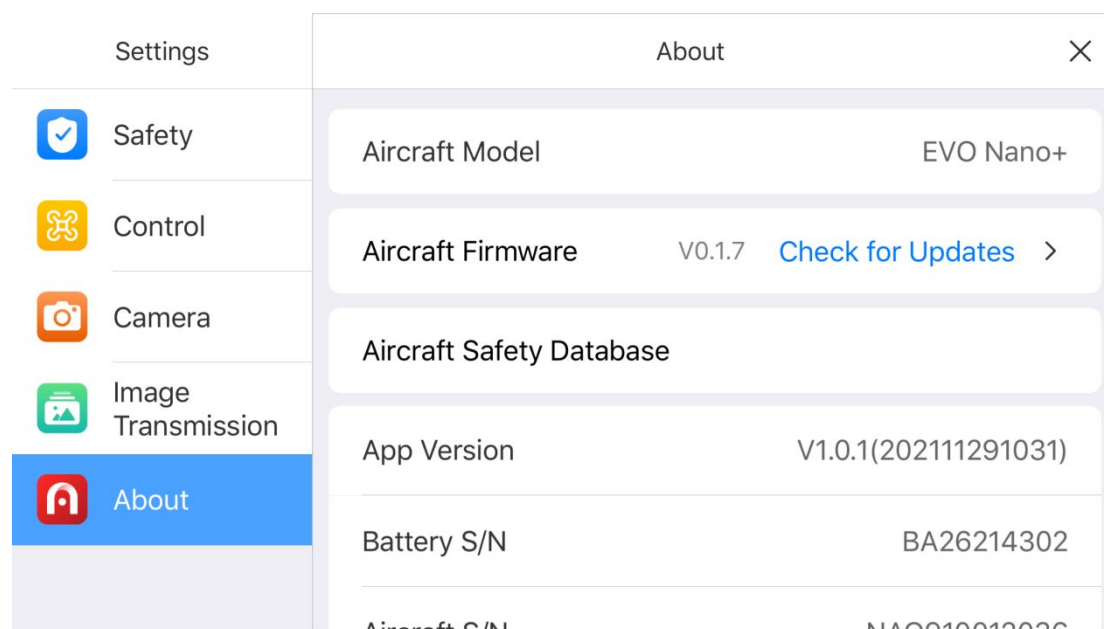 Settings
Safety
Control
Camera
Image
Transmission
About
About
Aircraft Model EVO Nano+
Aircraft Firmware V0.1.7 Check for Updates
Aircraft Safety Database
App Version V1.0.1(202111291031)
Battery S/N BA26214302
Aircraft S/N